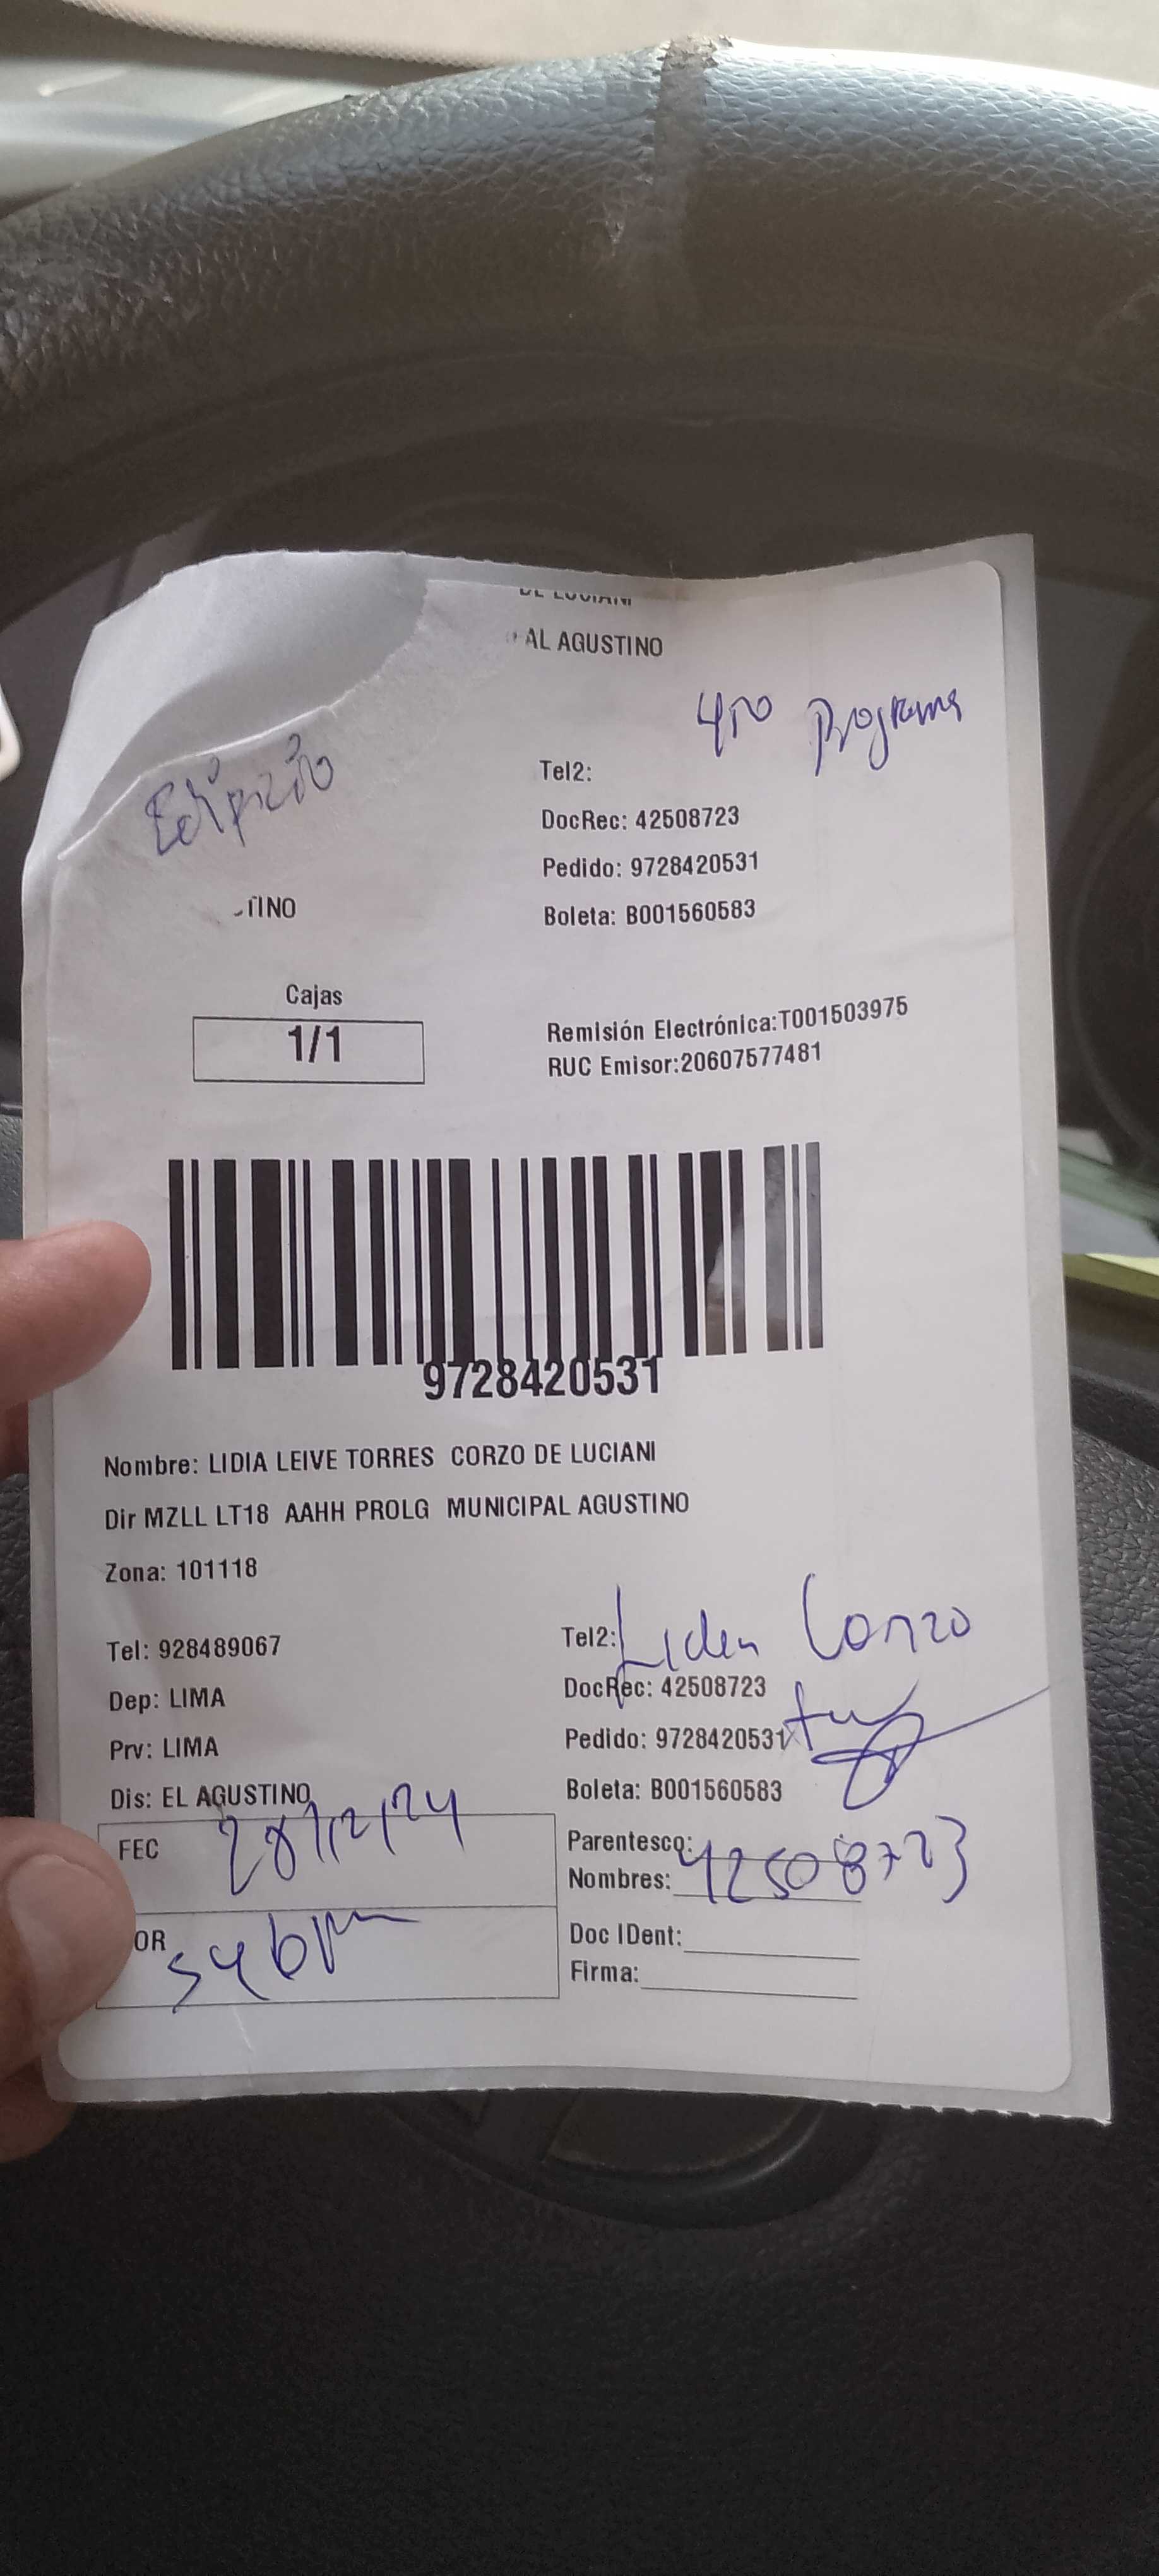 DE LUCIANI
AL AGUSTINO
4to Programa
Edificio
Tel2:
DocRec: 42508723
Pedido: 9728420531
TINO
Boleta: B001560583
Cajas
1/1
Remisión Electrónica:T001503975
RUC Emisor:20607577481
9728420531
Nombre: LIDIA LEIVE TORRES CORZO DE LUCIANI
Dir MZLL LT18 AAHH PROLG MUNICIPAL AGUSTINO
Zona: 101118
Tel: 928489067
Tel2: Corzo
Dep: LIMA
DocRec: 42508723
Prv: LIMA
Pedido: 9728420531
Dis: EL AGUSTINO
Boleta: B001560583
FEC 28/12/24
Parentesco:
Nombres: 42508723
OR
Doc IDent:
Firma: